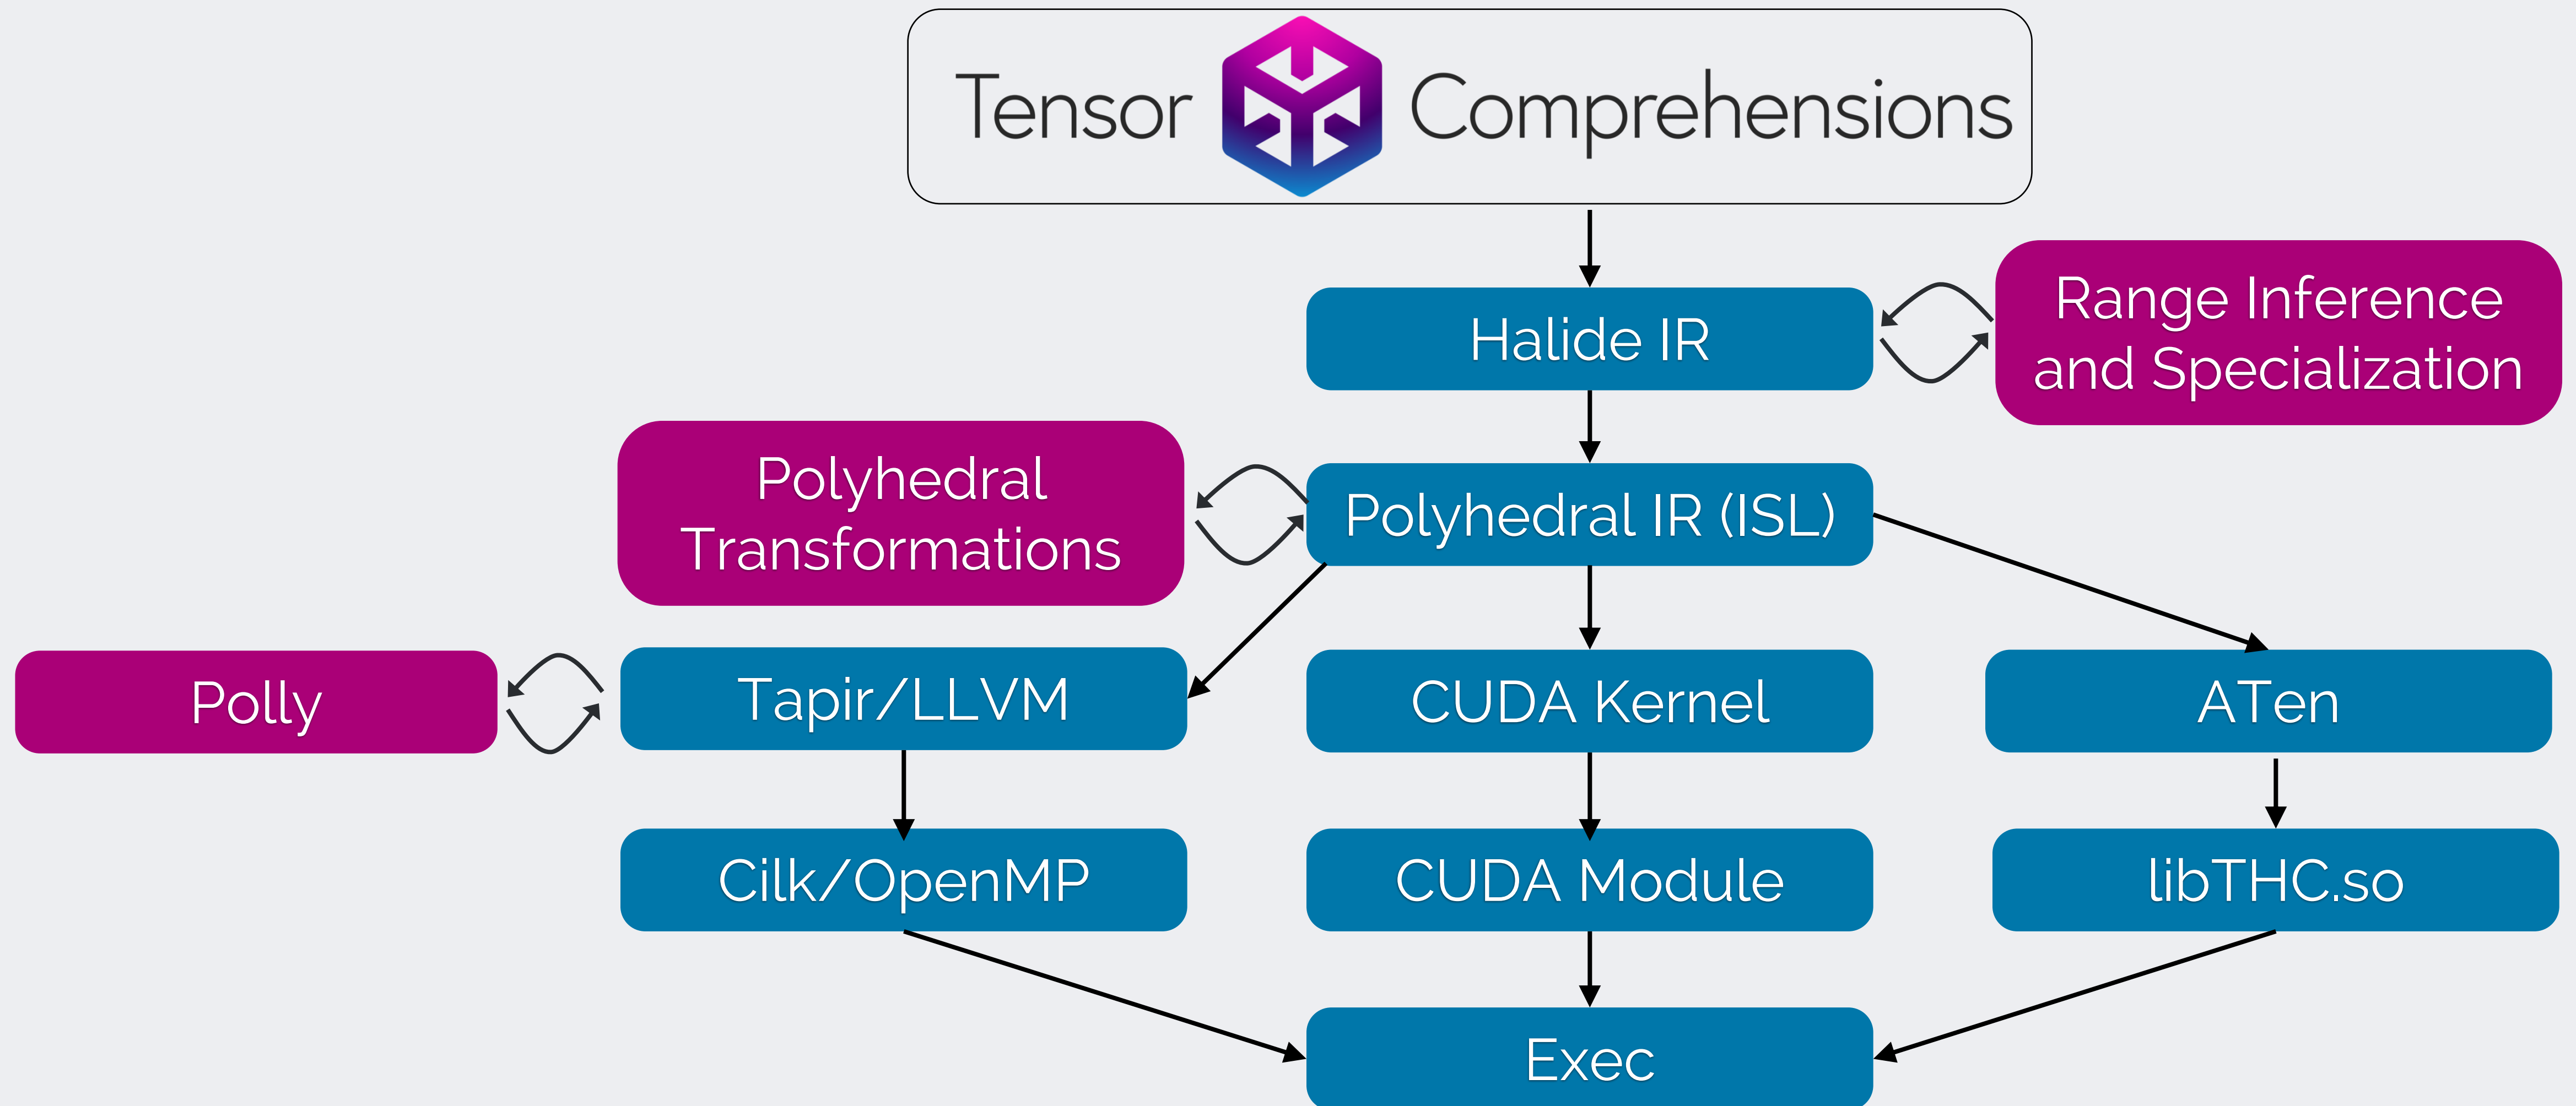 Tensor Comprehensions
Halide IR
Range Inference
and Specialization
Polyhedral
Transformations
Polyhedral IR (ISL)
Polly
Tapir/LLVM
CUDA Kernel
ATen
Cilk/OpenMP
CUDA Module
libTHC.so
Exec